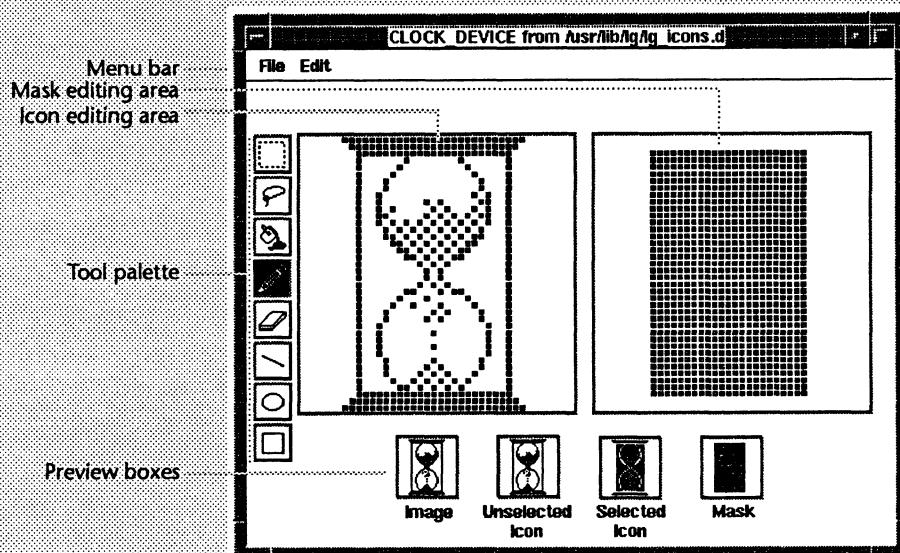 CLOCK_DEVICE from /usr/lib/lg/lg_icons.d
File Edit
Menu bar
Mask editing area
Icon editing area
Tool palette
Preview boxes
Image
Unselected
Icon
Selected
Icon
Mask